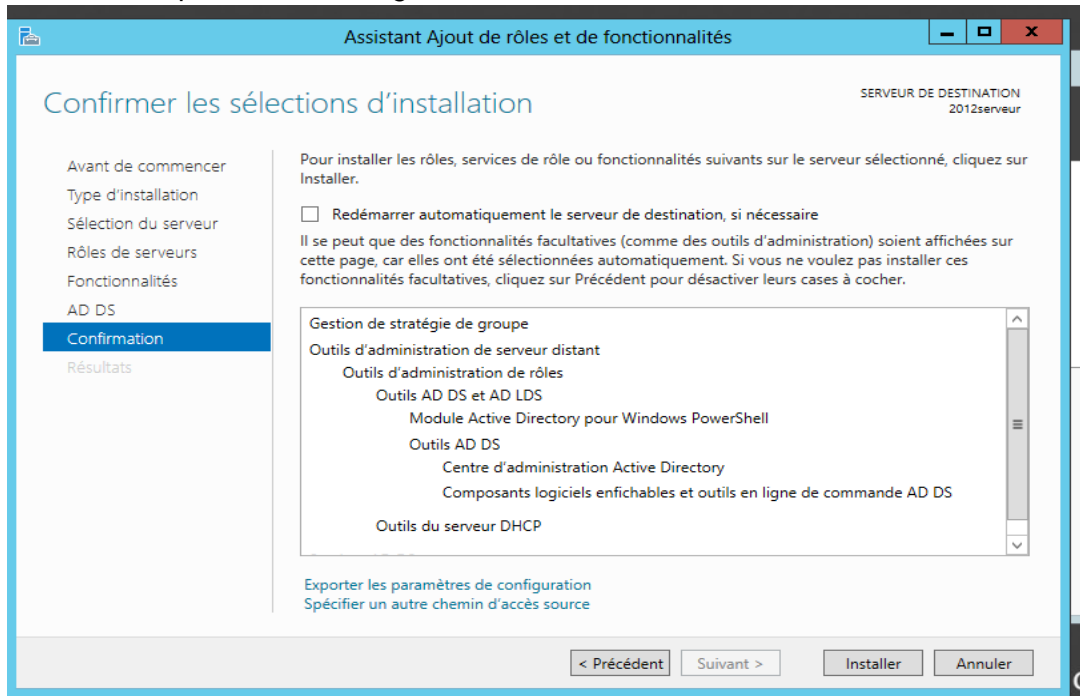 Assistant Ajout de rôles et de fonctionnalités
Confirmer les sélections d'installation
SERVEUR DE DESTINATION
2012serveur
Avant de commencer
Type d'installation
Sélection du serveur
Rôles de serveurs
Fonctionnalités
AD DS
Confirmation
Résultats
Pour installer les rôles, services de rôle ou fonctionnalités suivants sur le serveur sélectionné, cliquez sur
Installer.
Redémarrer automatiquement le serveur de destination, si nécessaire
Il se peut que des fonctionnalités facultatives (comme des outils d'administration) soient affichées sur
cette page, car elles ont été sélectionnées automatiquement. Si vous ne voulez pas installer ces
fonctionnalités facultatives, cliquez sur Précédent pour désactiver leurs cases à cocher.
Gestion de stratégie de groupe
Outils d'administration de serveur distant
Outils d'administration de rôles
Outils AD DS et AD LDS
Module Active Directory pour Windows PowerShell
Outils AD DS
Centre d'administration Active Directory
Composants logiciels enfichables et outils en ligne de commande AD DS
Outils du serveur DHCP
Exporter les paramètres de configuration
Spécifier un autre chemin d'accès source
< Précédent
Suivant >
Installer
Annuler